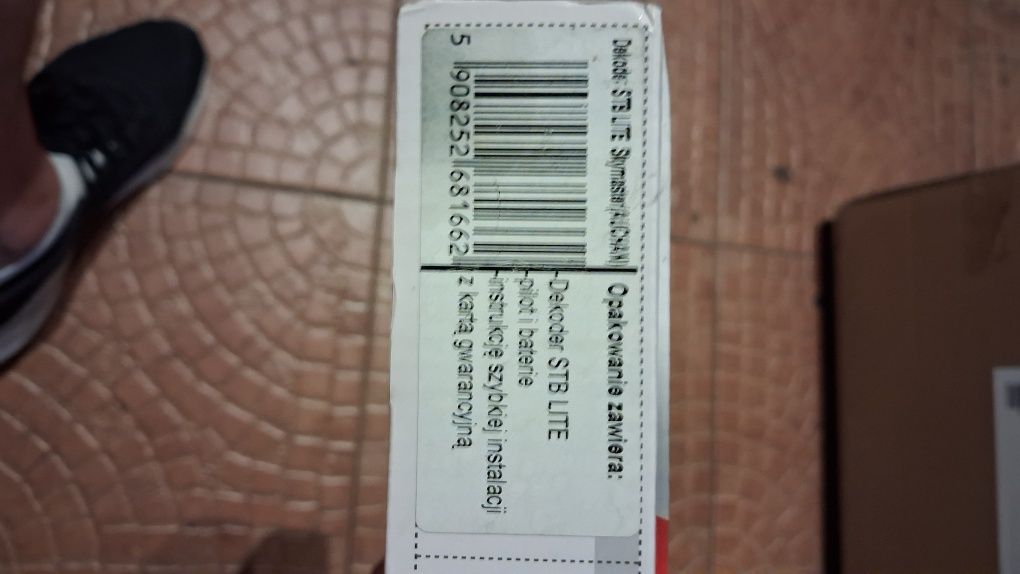 Dekoder STB LITE Skymaster
5 908252 681662
Opakowanie zawiera:
-Dekoder STB LITE
-pilot i baterie
-instrukcję szybkiej instalacji
z kartą gwarancyjną